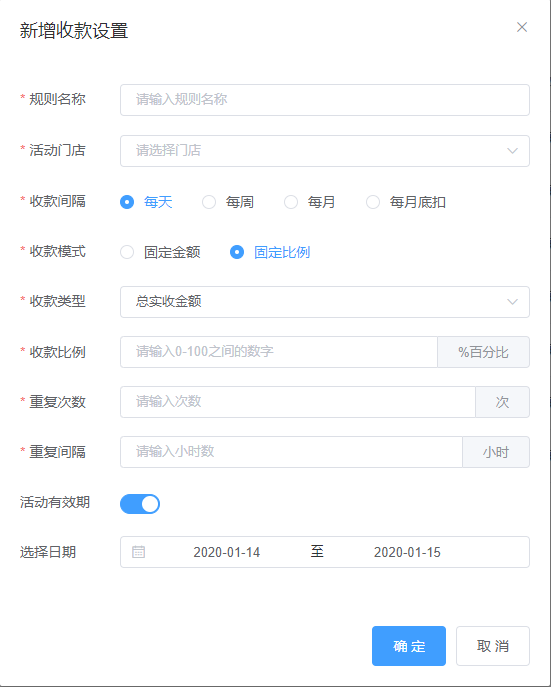 新增收款设置
* 规则名称 请输入规则名称
* 活动门店 请选择门店
* 收款间隔 每天 每周 每月 每月底扣
* 收款模式 固定金额 固定比例
* 收款类型 总实收金额
* 收款比例 请输入0-100之间的数字 %百分比
* 重复次数 请输入次数 次
* 重复间隔 请输入小时数 小时
活动有效期
选择日期 2020-01-14 至 2020-01-15
确 定 取 消